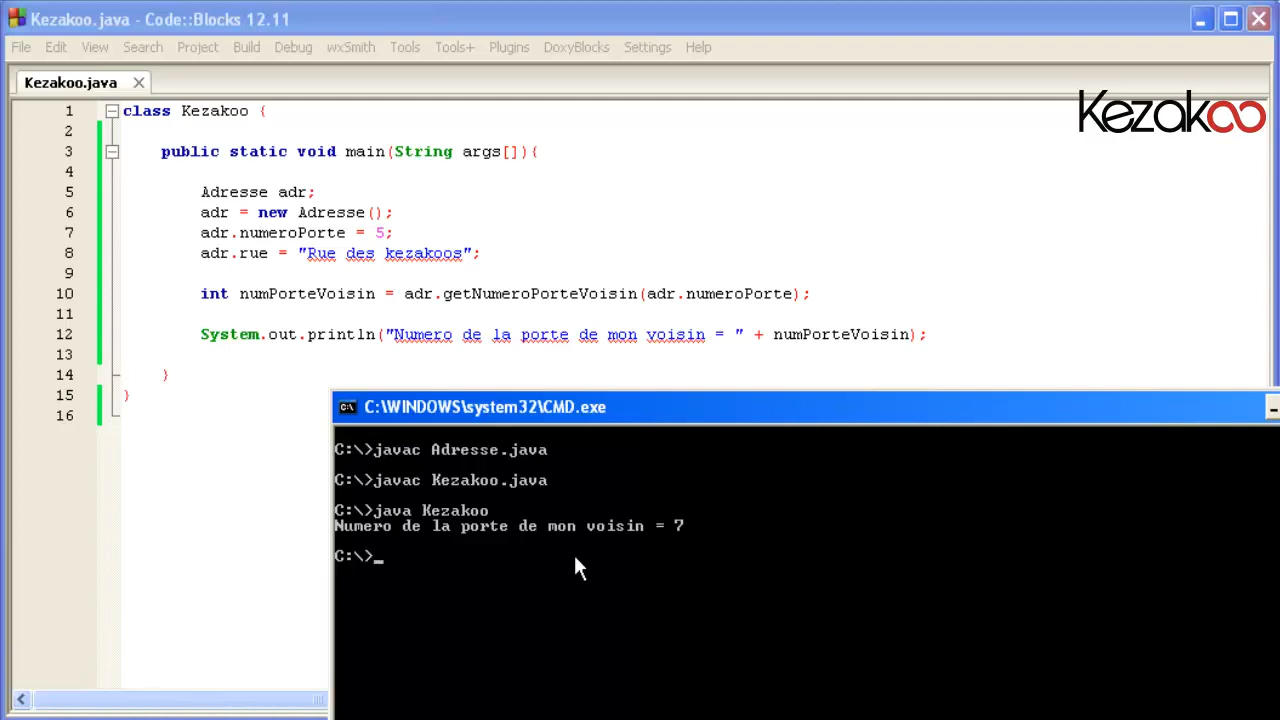 Kezakoo.java - Code::Blocks 12.11
File Edit View Search Project Build Debug wxSmith Tools Tools+ Plugins DoxyBlocks Settings Help
Kezakoo.java
Kezakoo
1 class Kezakoo {
2
3 public static void main(String args[]){
4
5 Adresse adr;
6 adr = new Adresse();
7 adr.numeroPorte = 5;
8 adr.rue = "Rue des kezakoos";
9
10 int numPorteVoisin = adr.getNumeroPorteVoisin(adr.numeroPorte);
11
12 System.out.println("Numero de la porte de mon voisin = " + numPorteVoisin);
13
14 }
15 }
16
C:\WINDOWS\system32\CMD.exe
C:\>javac Adresse.java
C:\>javac Kezakoo.java
C:\>java Kezakoo
Numero de la porte de mon voisin = 7
C:\>_